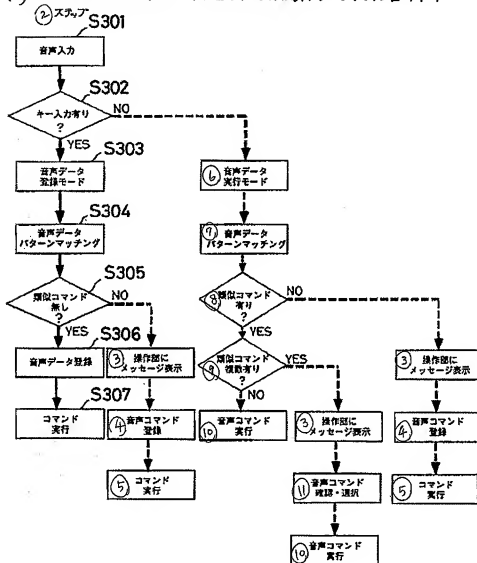 ② ステップ
S301
音声入力
S302
キー入力有り
?
NO
YES
S303
音声データ
登録モード
⑥ 音声データ
実行モード
S304
音声データ
パターンマッチング
⑦ 音声データ
パターンマッチング
S305
類似コマンド
無し
?
NO
YES
⑧ 類似コマンド
有り
?
NO
YES
S306
音声データ登録
③ 操作部に
メッセージ表示
⑨ 類似コマンド
複数有り
?
YES
NO
③ 操作部に
メッセージ表示
S307
コマンド
実行
④ 音声コマンド
登録
⑩ 音声コマンド
実行
③ 操作部に
メッセージ表示
④ 音声コマンド
登録
⑤ コマンド
実行
⑪ 音声コマンド
確認・選択
⑤ コマンド
実行
⑩ 音声コマンド
実行